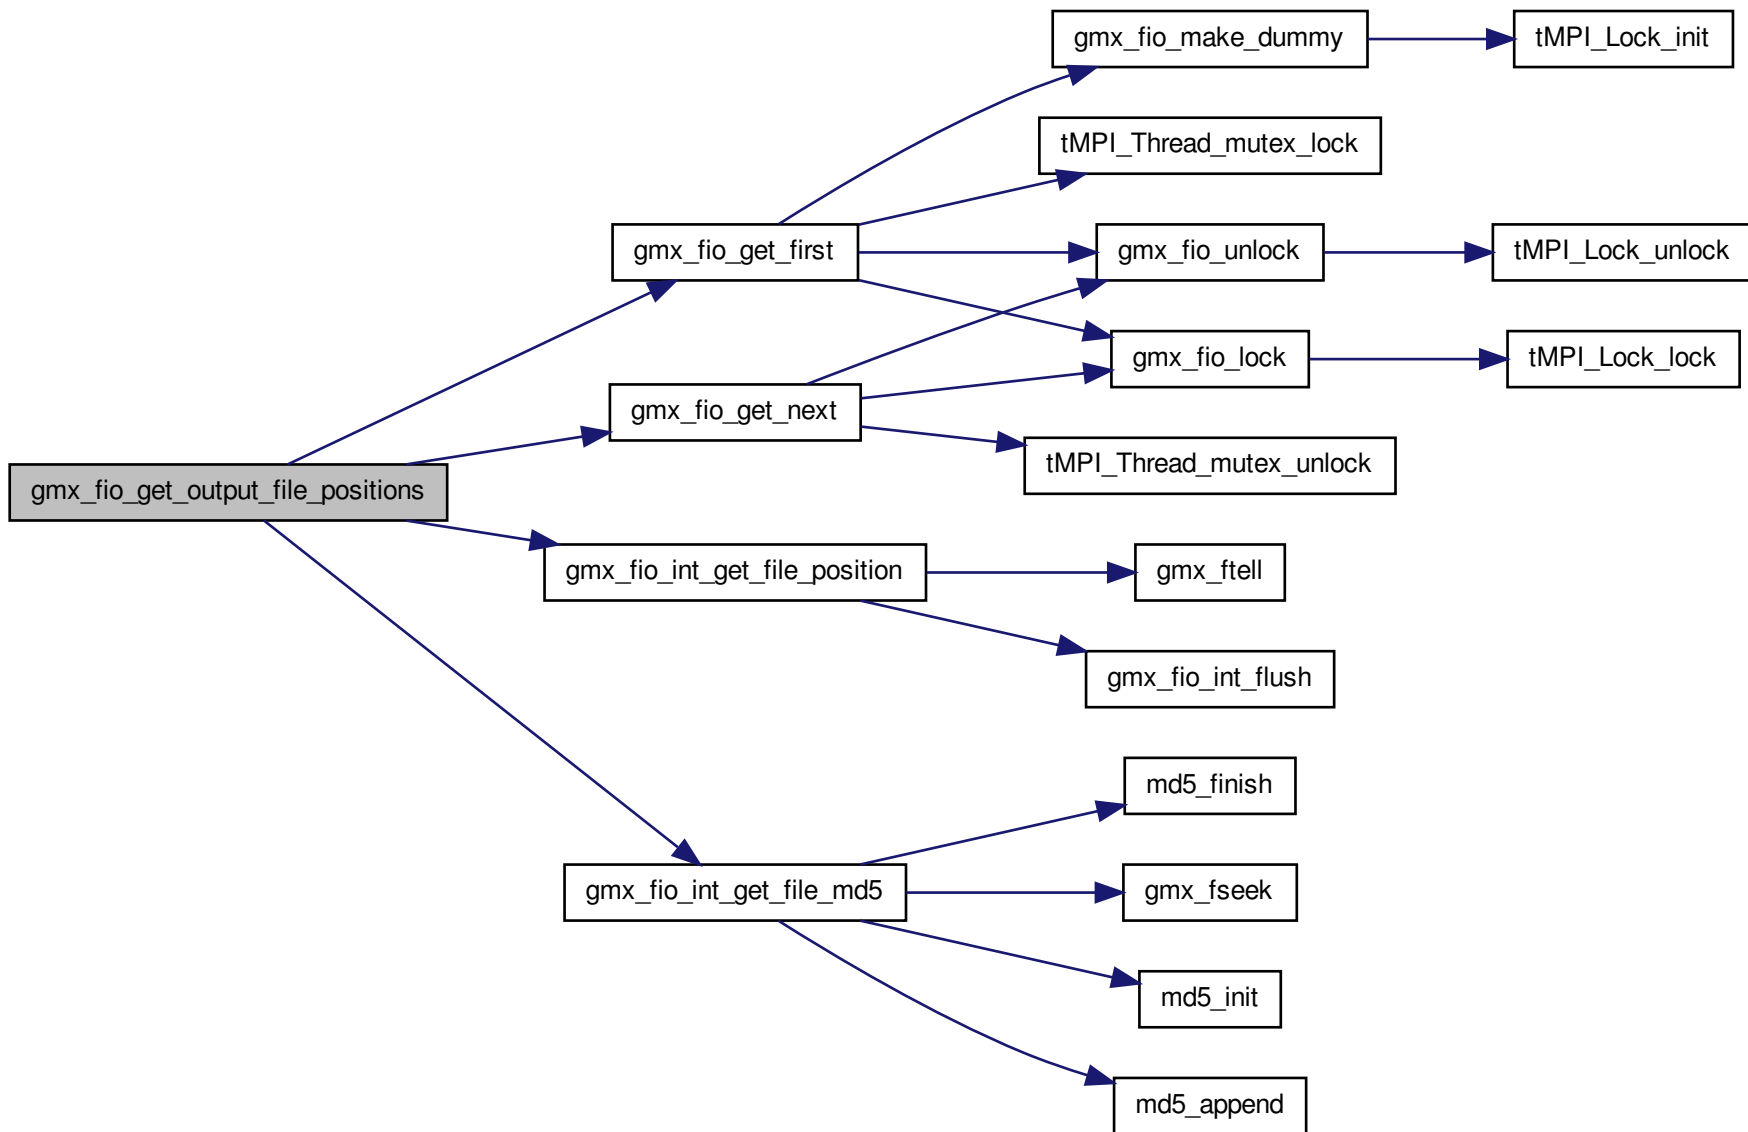 gmx_fio_make_dummy
tMPI_Lock_init
tMPI_Thread_mutex_lock
gmx_fio_get_first
gmx_fio_unlock
tMPI_Lock_unlock
gmx_fio_lock
tMPI_Lock_lock
gmx_fio_get_next
tMPI_Thread_mutex_unlock
gmx_fio_get_output_file_positions
gmx_fio_int_get_file_position
gmx_ftell
gmx_fio_int_flush
md5_finish
gmx_fio_int_get_file_md5
gmx_fseek
md5_init
md5_append